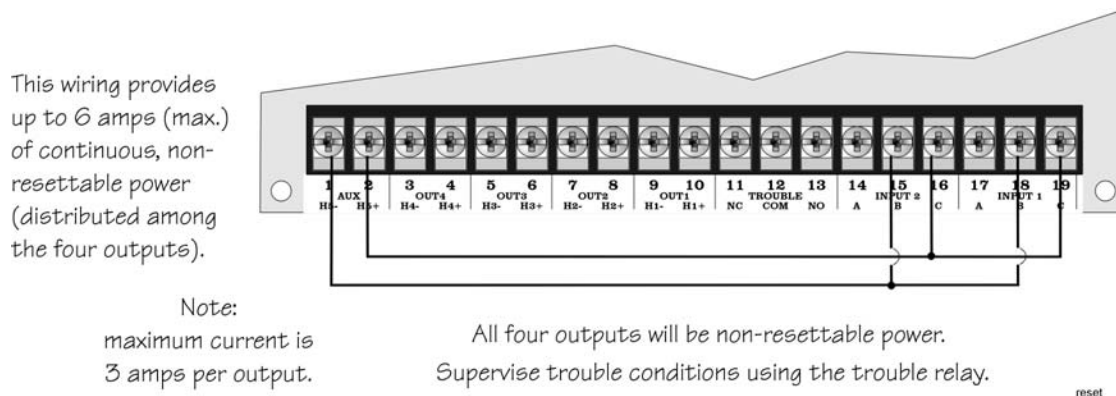 This wiring provides
up to 6 amps (max.)
of continuous, non-
resettable power
(distributed among
the four outputs).
1 2 3 4 5 6 7 8 9 10 11 12 13 14 15 16 17 18 19
AUX OUT4 OUT3 OUT2 OUT1 TROUBLE INPUT 2 INPUT 1
H5- H5+ H4- H4+ H3- H3+ H2- H2+ H1- H1+ NC COM NO A B C A B C
Note:
maximum current is
3 amps per output.
All four outputs will be non-resettable power.
Supervise trouble conditions using the trouble relay.
reset